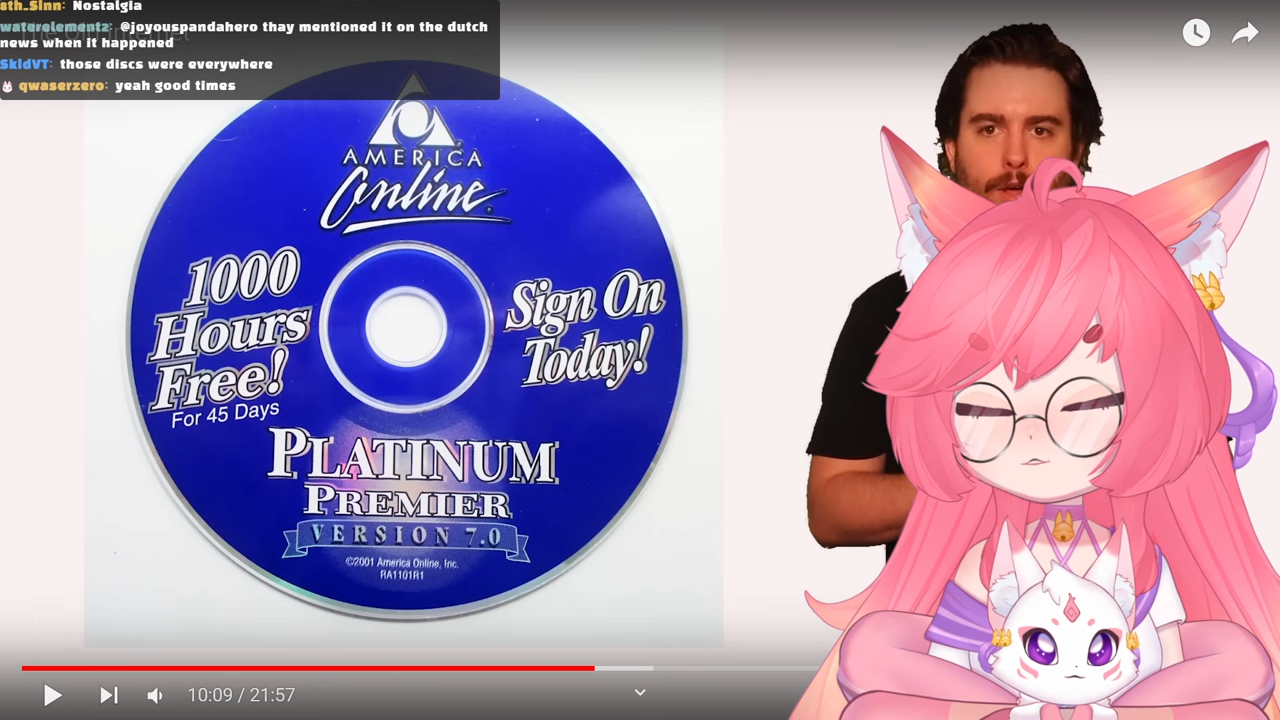 8th_Sinn: Nostalgia
waterelementz: @joyouspandahero thay mentioned it on the dutch
news when it happened
SkidVT: those discs were everywhere
qwaserzero: yeah good times
AMERICA
Online
1000
Hours
Free!
For 45 Days
Sign On
Today!
PLATINUM
PREMIER
VERSION 7.0
©2001 America Online, Inc.
RA1101R1
10:09 / 21:57